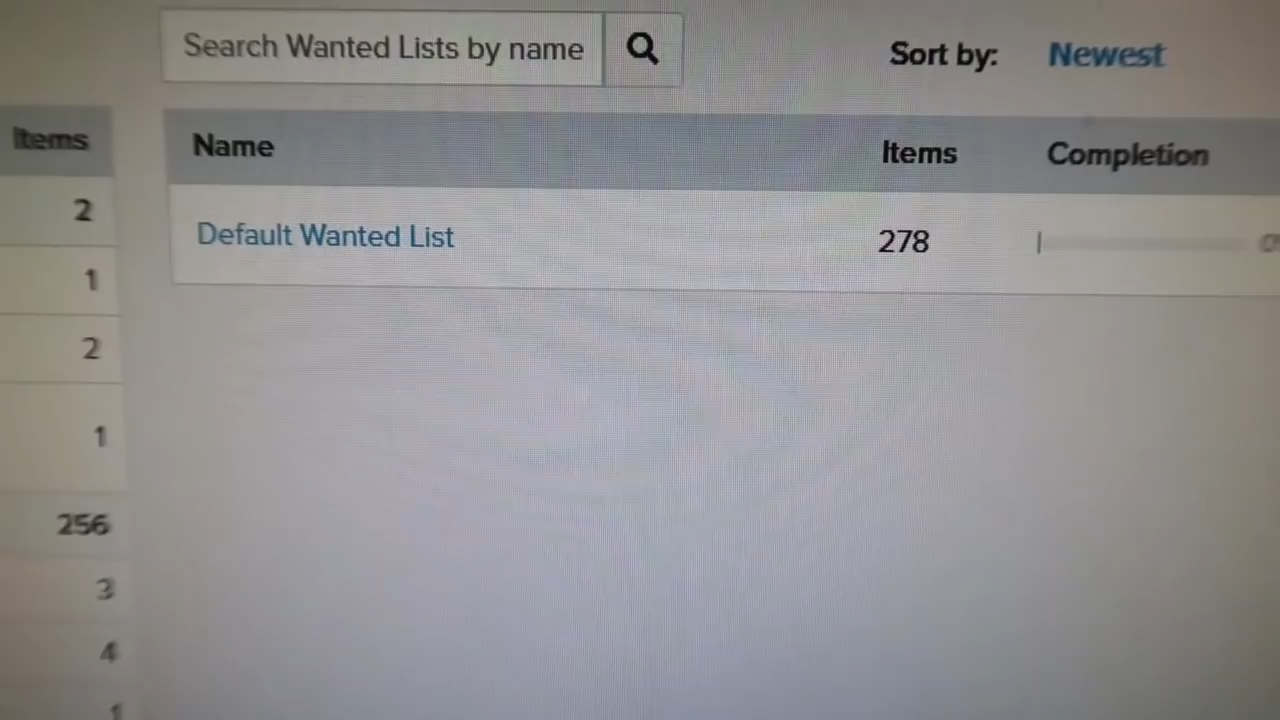 Search Wanted Lists by name
Sort by: Newest
Items
Name Items Completion
2
Default Wanted List 278
1
2
1
256
3
4
1